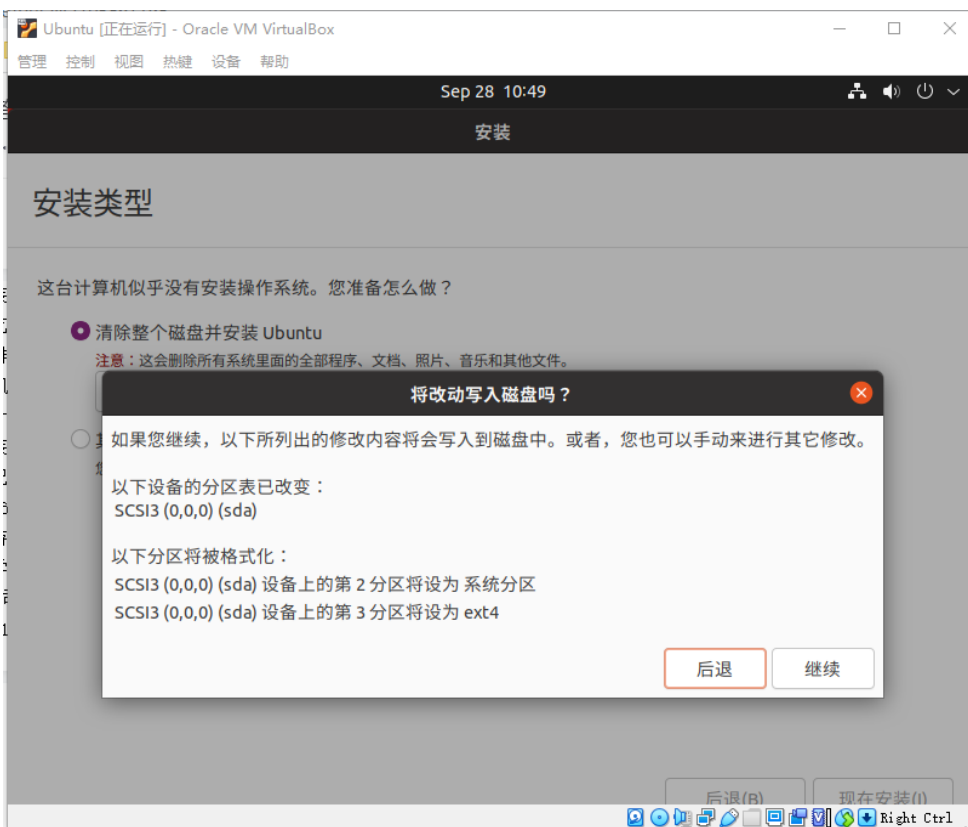 Ubuntu [正在运行] - Oracle VM VirtualBox
管理 控制 视图 热键 设备 帮助
Sep 28 10:49
安装
安装类型
这台计算机似乎没有安装操作系统。您准备怎么做？
清除整个磁盘并安装 Ubuntu
注意：这会删除所有系统里面的全部程序、文档、照片、音乐和其他文件。
将改动写入磁盘吗？
如果您继续，以下所列出的修改内容将会写入到磁盘中。或者，您也可以手动来进行其它修改。
以下设备的分区表已改变：
SCSI3 (0,0,0) (sda)
以下分区将被格式化：
SCSI3 (0,0,0) (sda) 设备上的第 2 分区将设为 系统分区
SCSI3 (0,0,0) (sda) 设备上的第 3 分区将设为 ext4
后退 继续
后退(B) 现在安装(I)
Right Ctrl